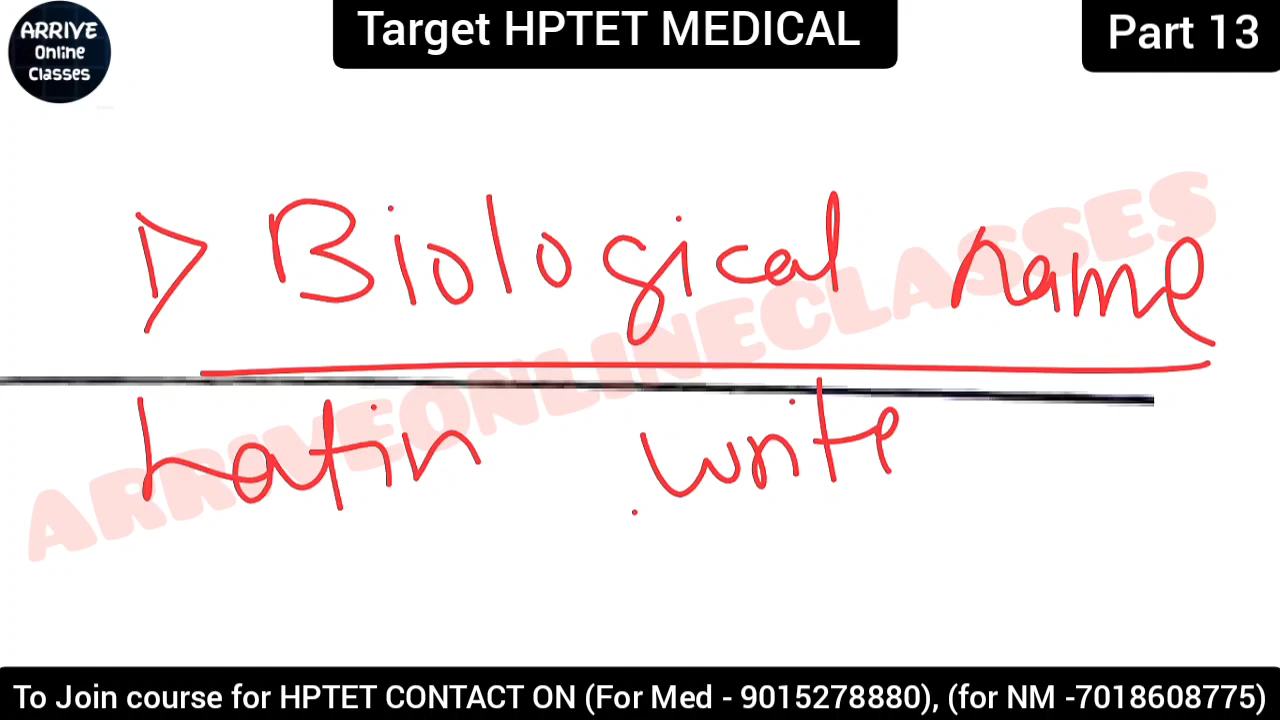 ARRIVE
Online
Classes
Target HPTET MEDICAL
Part 13
Biological name
Latin write
ARRIVEONLINECLASSES
To Join course for HPTET CONTACT ON (For Med - 9015278880), (for NM -7018608775)